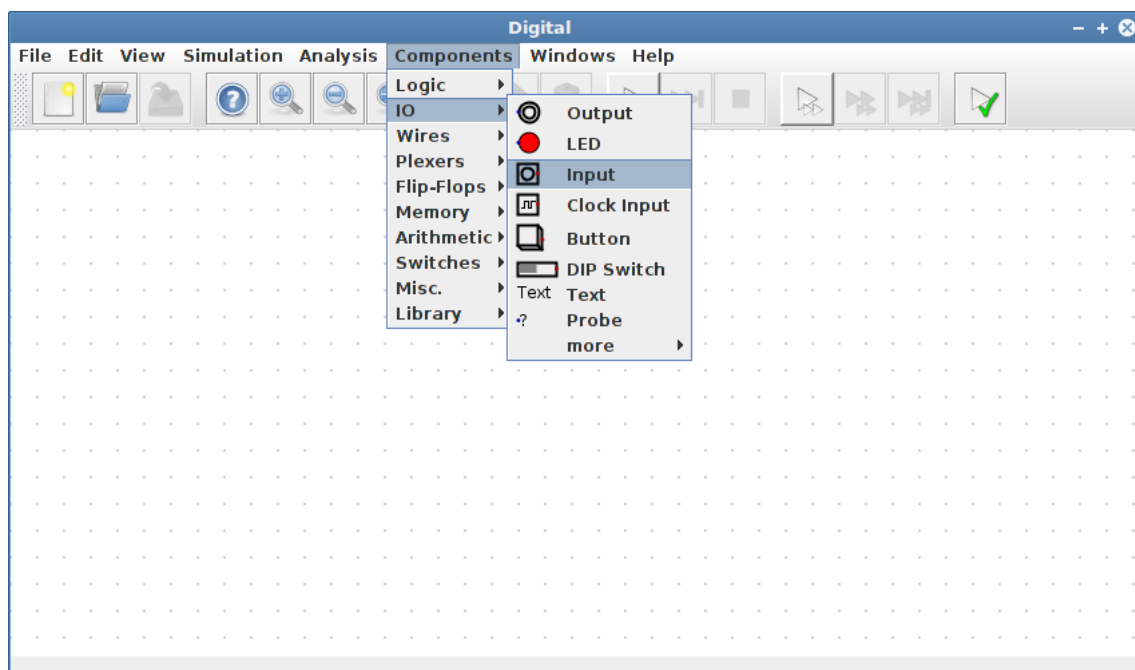 Digital
File Edit View Simulation Analysis Components Windows Help
Logic
IO
Wires
Plexers
Flip-Flops
Memory
Arithmetic
Switches
Misc.
Library
Output
LED
Input
Clock Input
Button
DIP Switch
Text Text
? Probe
more